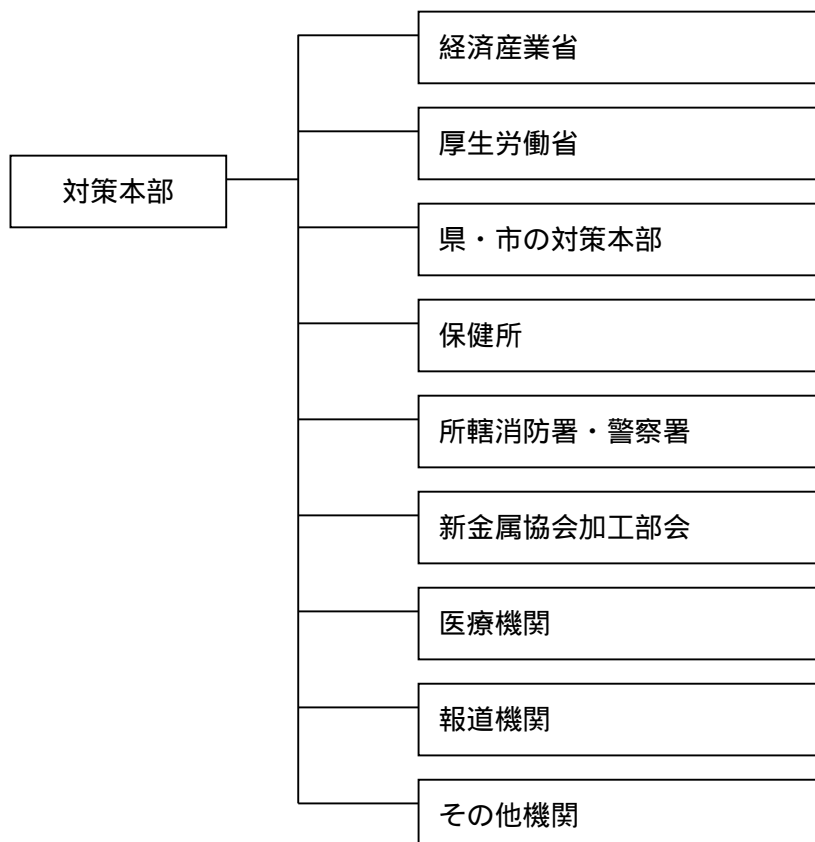 経済産業省
厚生労働省
対策本部
県・市の対策本部
保健所
所轄消防署・警察署
新金属協会加工部会
医療機関
報道機関
その他機関